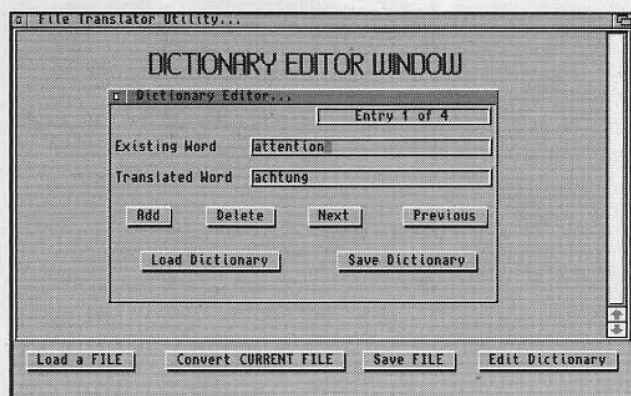 File Translator Utility...
DICTIONARY EDITOR WINDOW
Dictionary Editor...
Entry 1 of 4
Existing Word attention
Translated Word achtung
Add Delete Next Previous
Load Dictionary Save Dictionary
Load a FILE Convert CURRENT FILE Save FILE Edit Dictionary